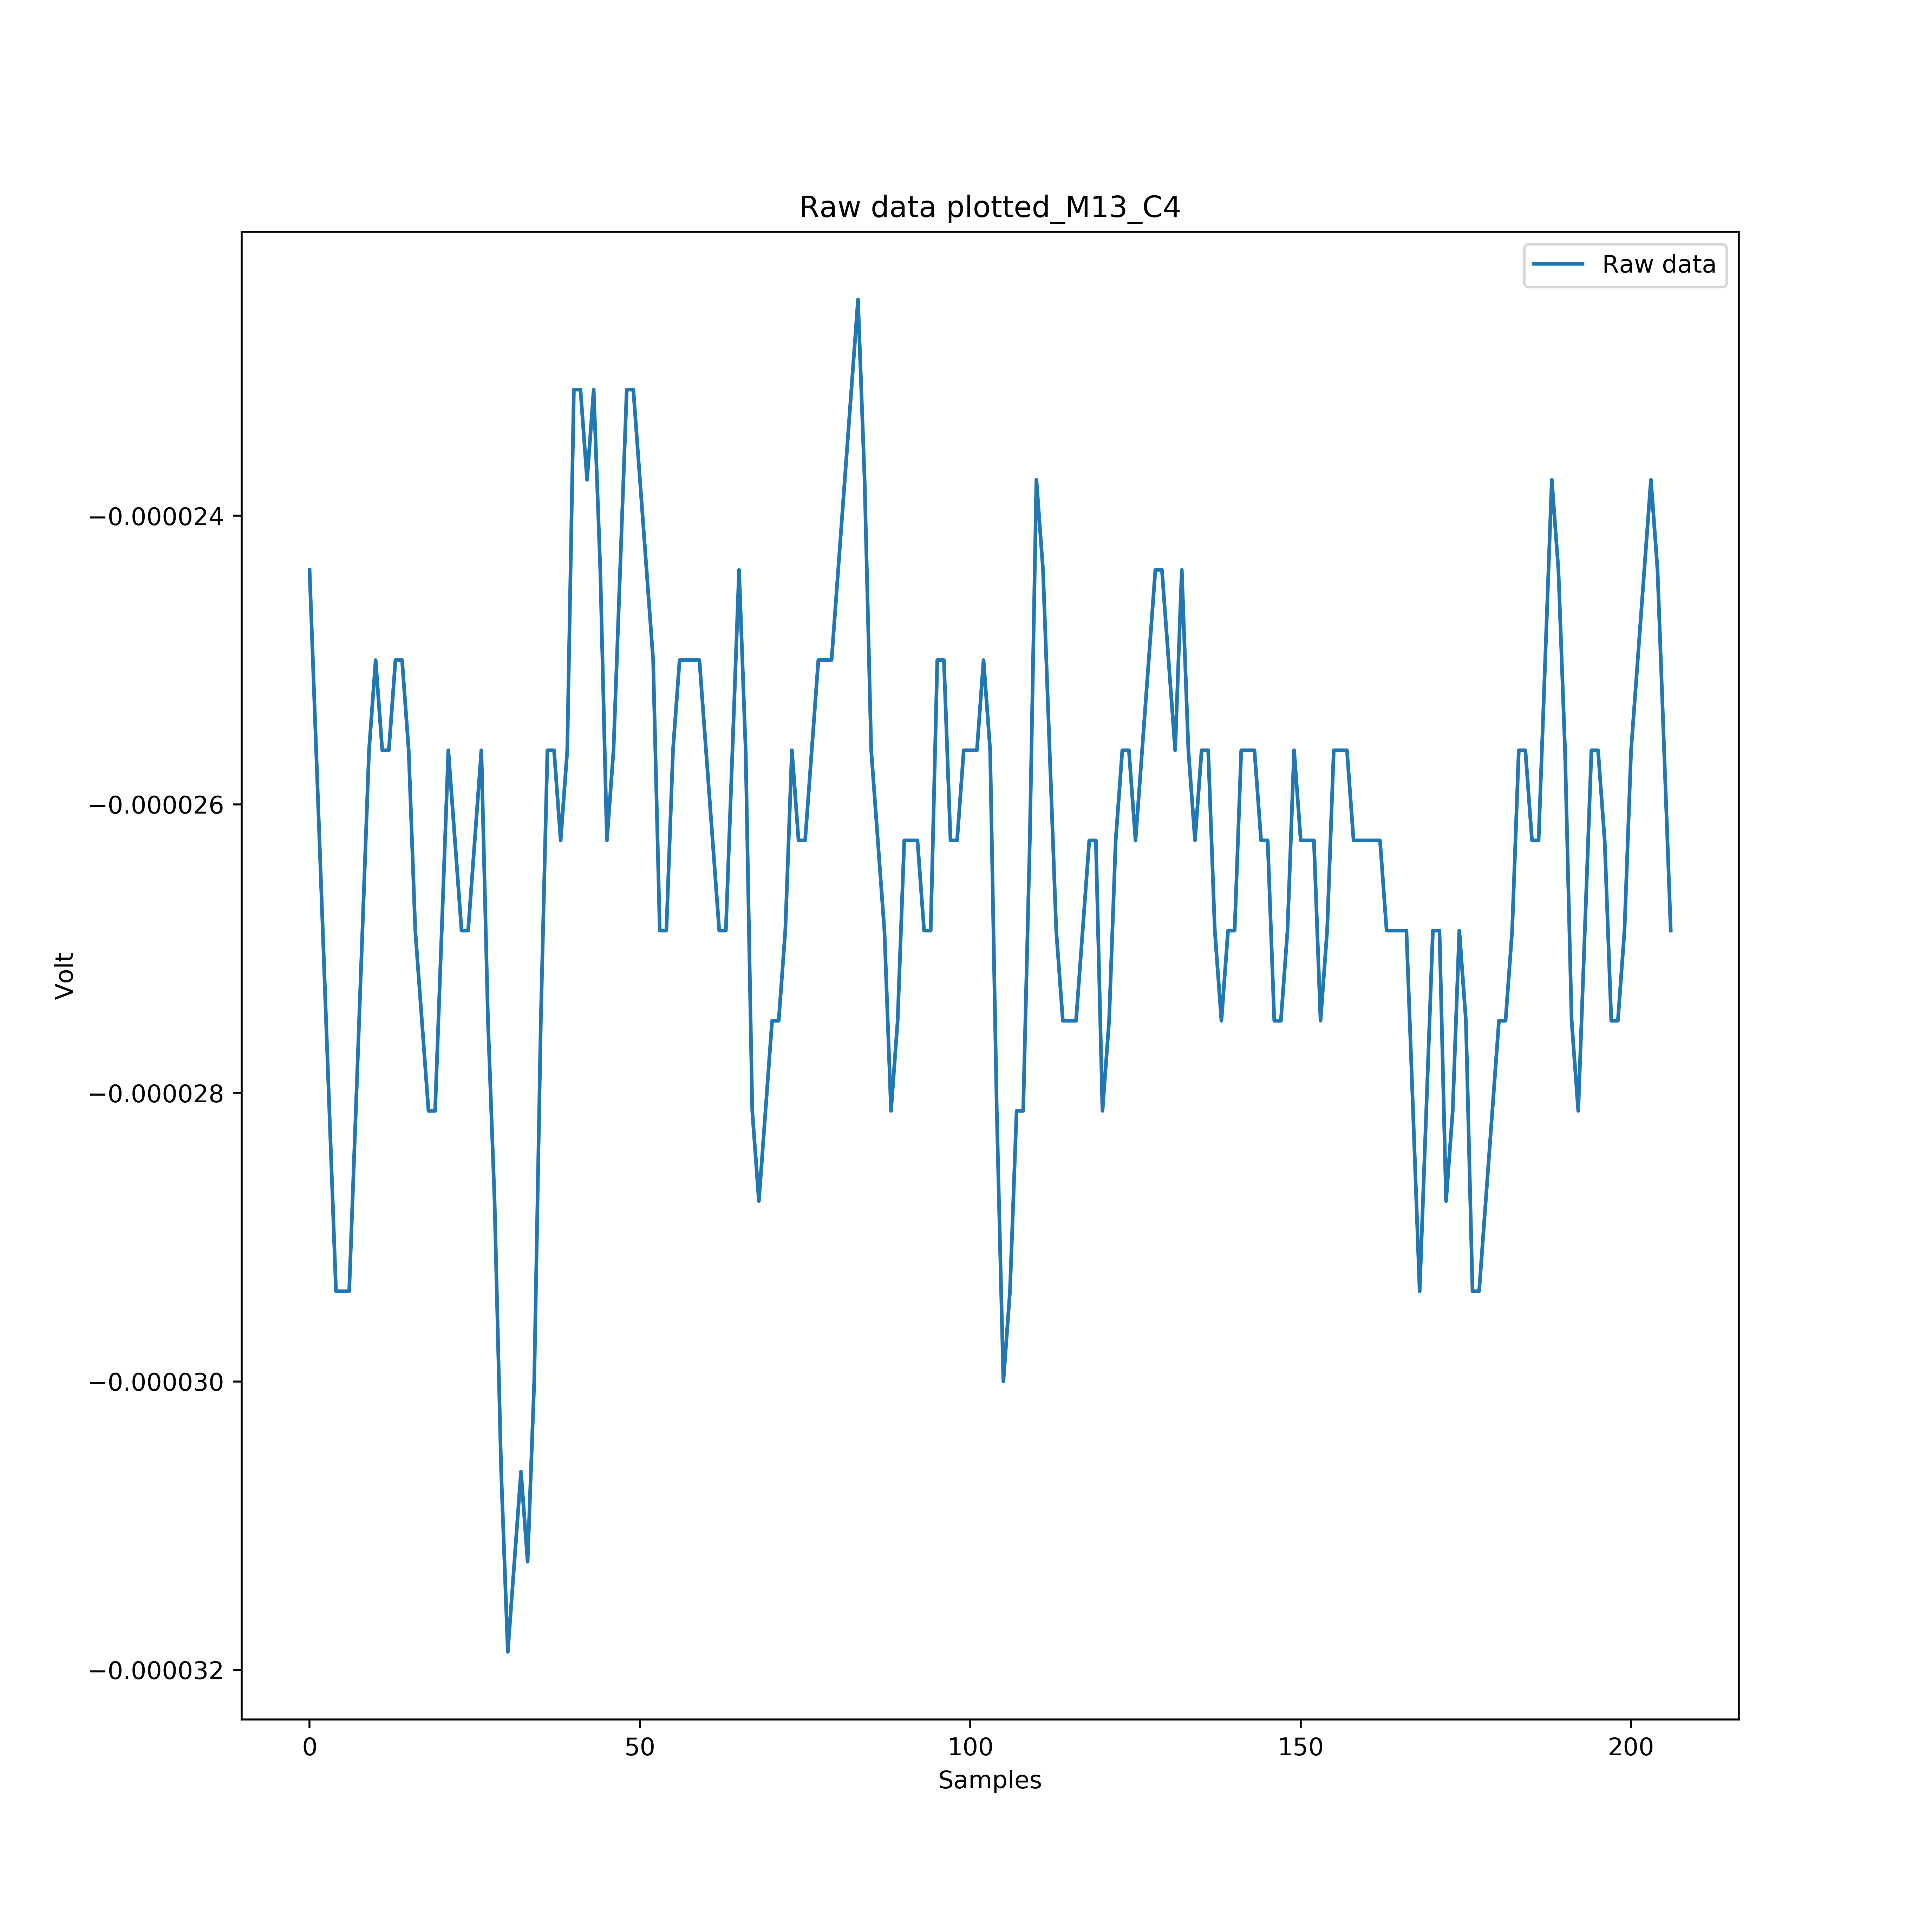 Raw data plotted_M13_C4
Raw data
−0.000024
−0.000026
−0.000028
−0.000030
−0.000032
Volt
0 50 100 150 200
Samples